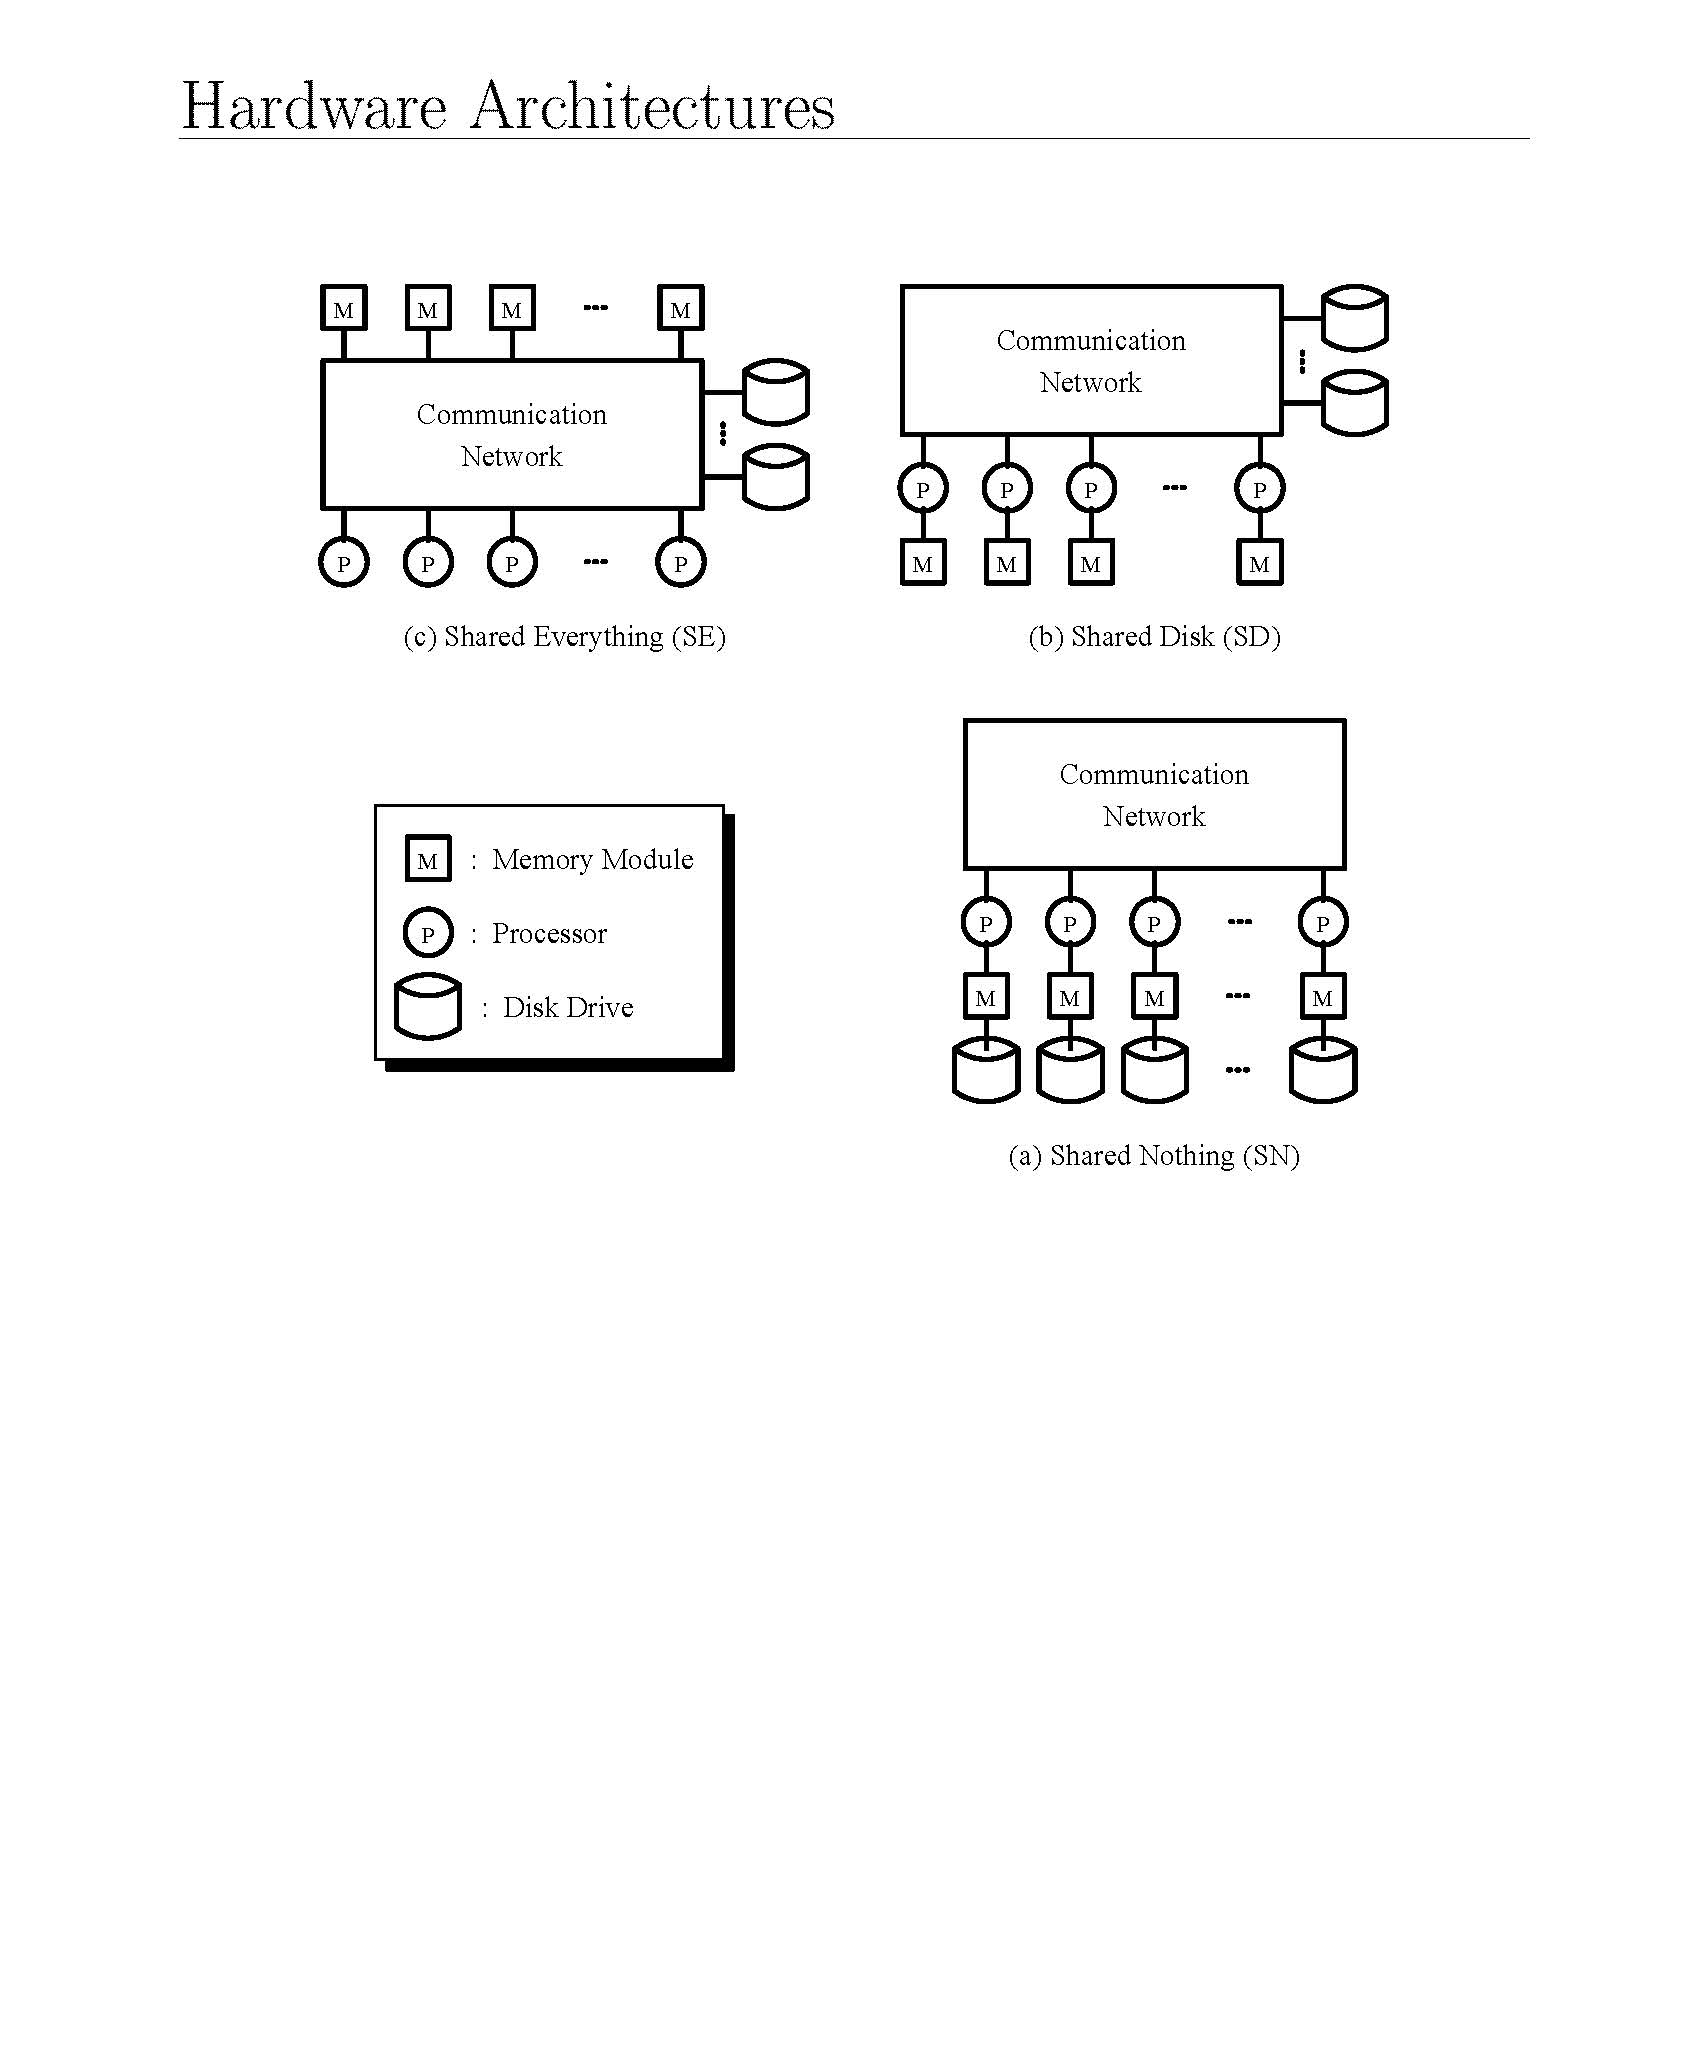 Hardware Architectures
M M M --- M
Communication
Network
P P P --- P
(c) Shared Everything (SE)
Communication
Network
P P P --- P
M M M M
(b) Shared Disk (SD)
M : Memory Module
P : Processor
: Disk Drive
Communication
Network
P P P --- P
M M M --- M
---
(a) Shared Nothing (SN)